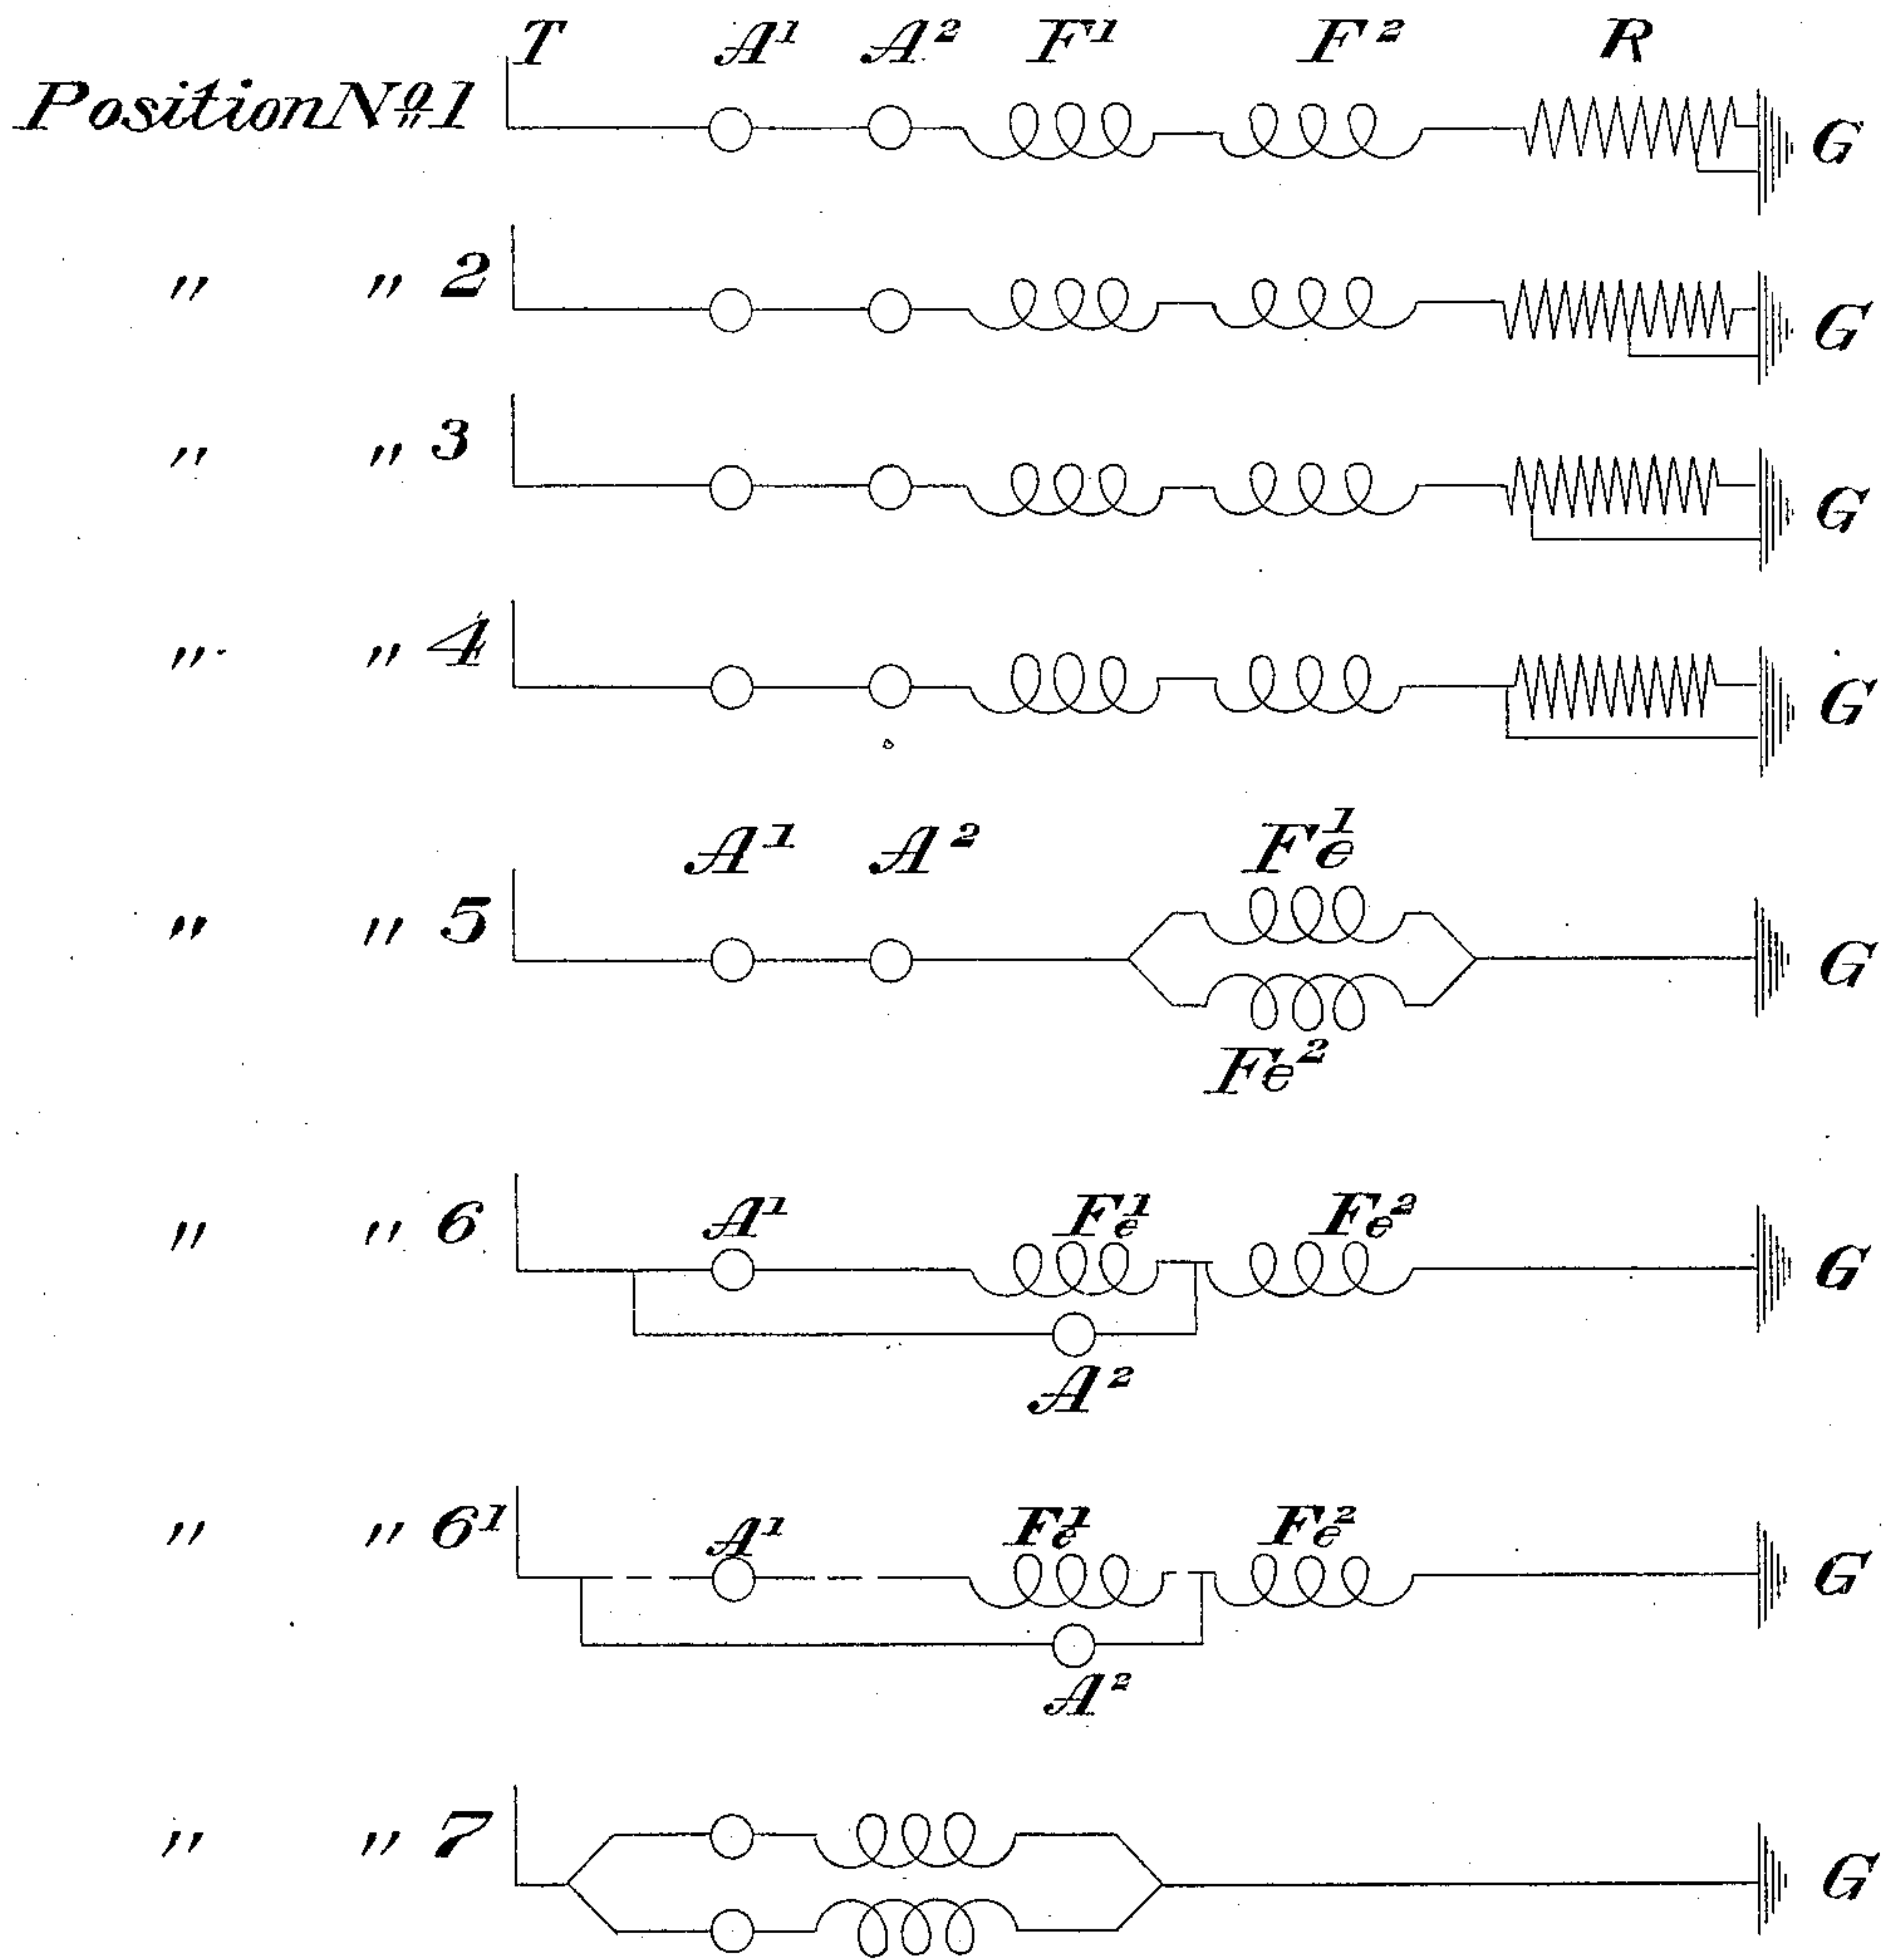 T A¹ A² F¹ F² R
Position No. 1 G
" " 2 G
" " 3 G
" " 4 G
A¹ A² Fe¹
" " 5 G
Fe²
" " 6 A¹ Fe¹ Fe² G
A²
" " 6¹ A¹ Fe¹ Fe² G
A²
" " 7 G